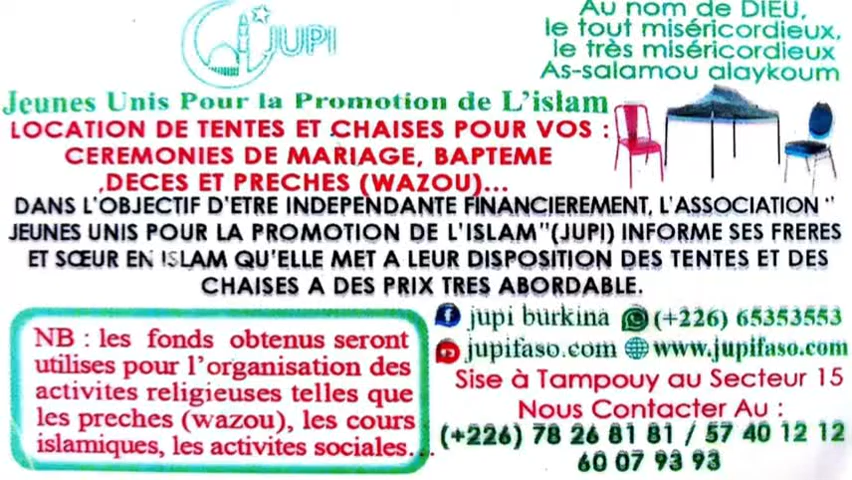 JUPI
Au nom de DIEU,
le tout miséricordieux,
le très miséricordieux
As-salamou alaykoum
Jeunes Unis Pour la Promotion de L'islam
LOCATION DE TENTES ET CHAISES POUR VOS :
CEREMONIES DE MARIAGE, BAPTEME
,DECES ET PRECHES (WAZOU)...
DANS L'OBJECTIF D'ETRE INDEPENDANTE FINANCIEREMENT, L'ASSOCIATION "
JEUNES UNIS POUR LA PROMOTION DE L'ISLAM"(JUPI) INFORME SES FRERES
ET SŒUR EN ISLAM QU'ELLE MET A LEUR DISPOSITION DES TENTES ET DES
CHAISES A DES PRIX TRES ABORDABLE.
NB : les fonds obtenus seront
utilises pour l'organisation des
activites religieuses telles que
les preches (wazou), les cours
islamiques, les activites sociales...
jupi burkina (+226) 65353553
jupifaso.com www.jupifaso.com
Sise à Tampouy au Secteur 15
Nous Contacter Au :
(+226) 78 26 81 81 / 57 40 12 12
60 07 93 93